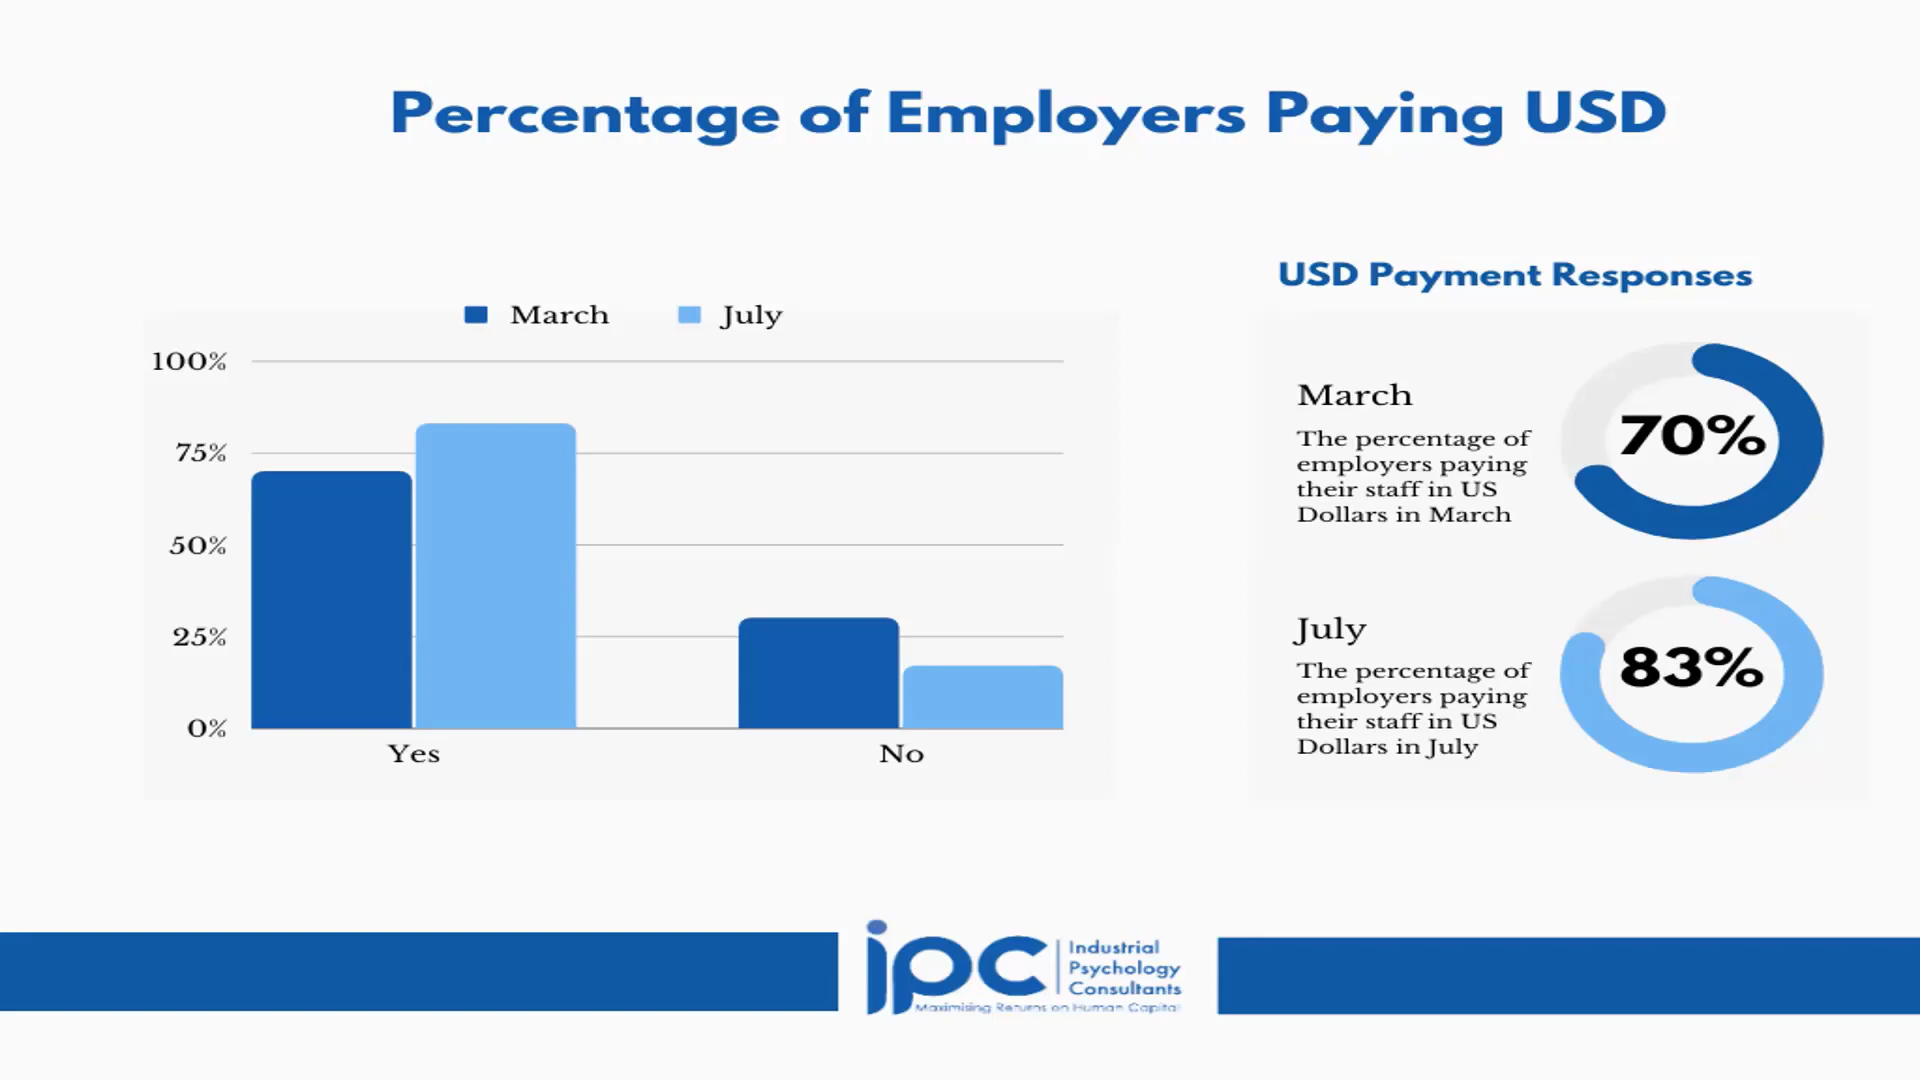 Percentage of Employers Paying USD
USD Payment Responses
March July
100%
75%
50%
25%
0%
Yes No
March
The percentage of
employers paying
their staff in US
Dollars in March
70%
July
The percentage of
employers paying
their staff in US
Dollars in July
83%
ipc
Industrial
Psychology
Consultants
Maximising Returns on Human Capital